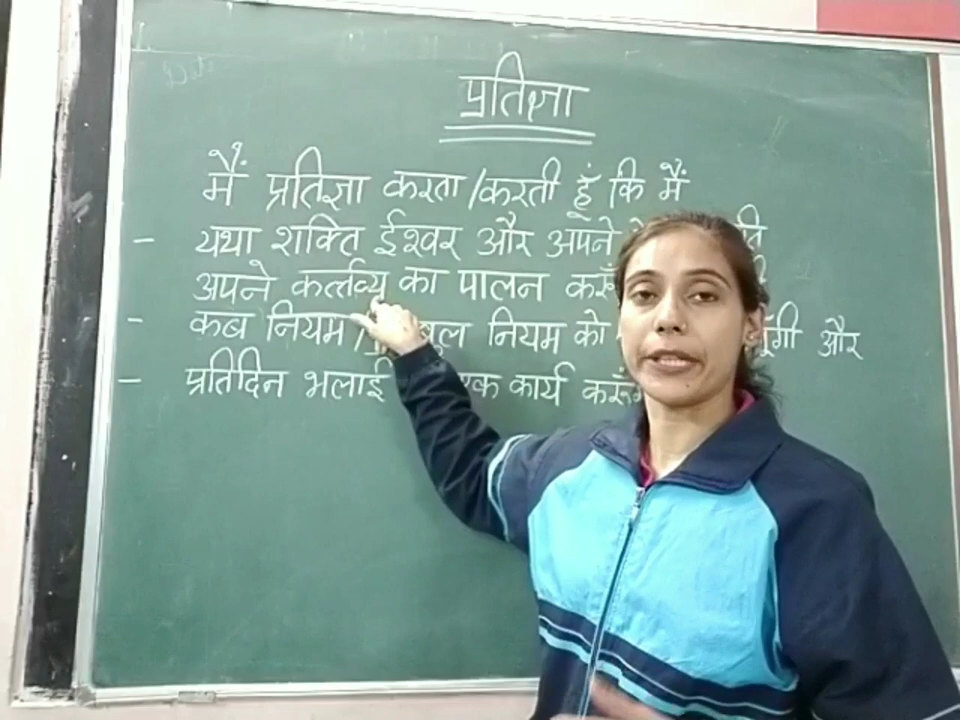 प्रतिज्ञा
मैं प्रतिज्ञा करता/करती हूँ कि मैं
- यथा शक्ति ईश्वर और अपने
अपने कर्त्तव्य का पालन
- कब नियम / नियम को और
- प्रतिदिन भलाई एक कार्य